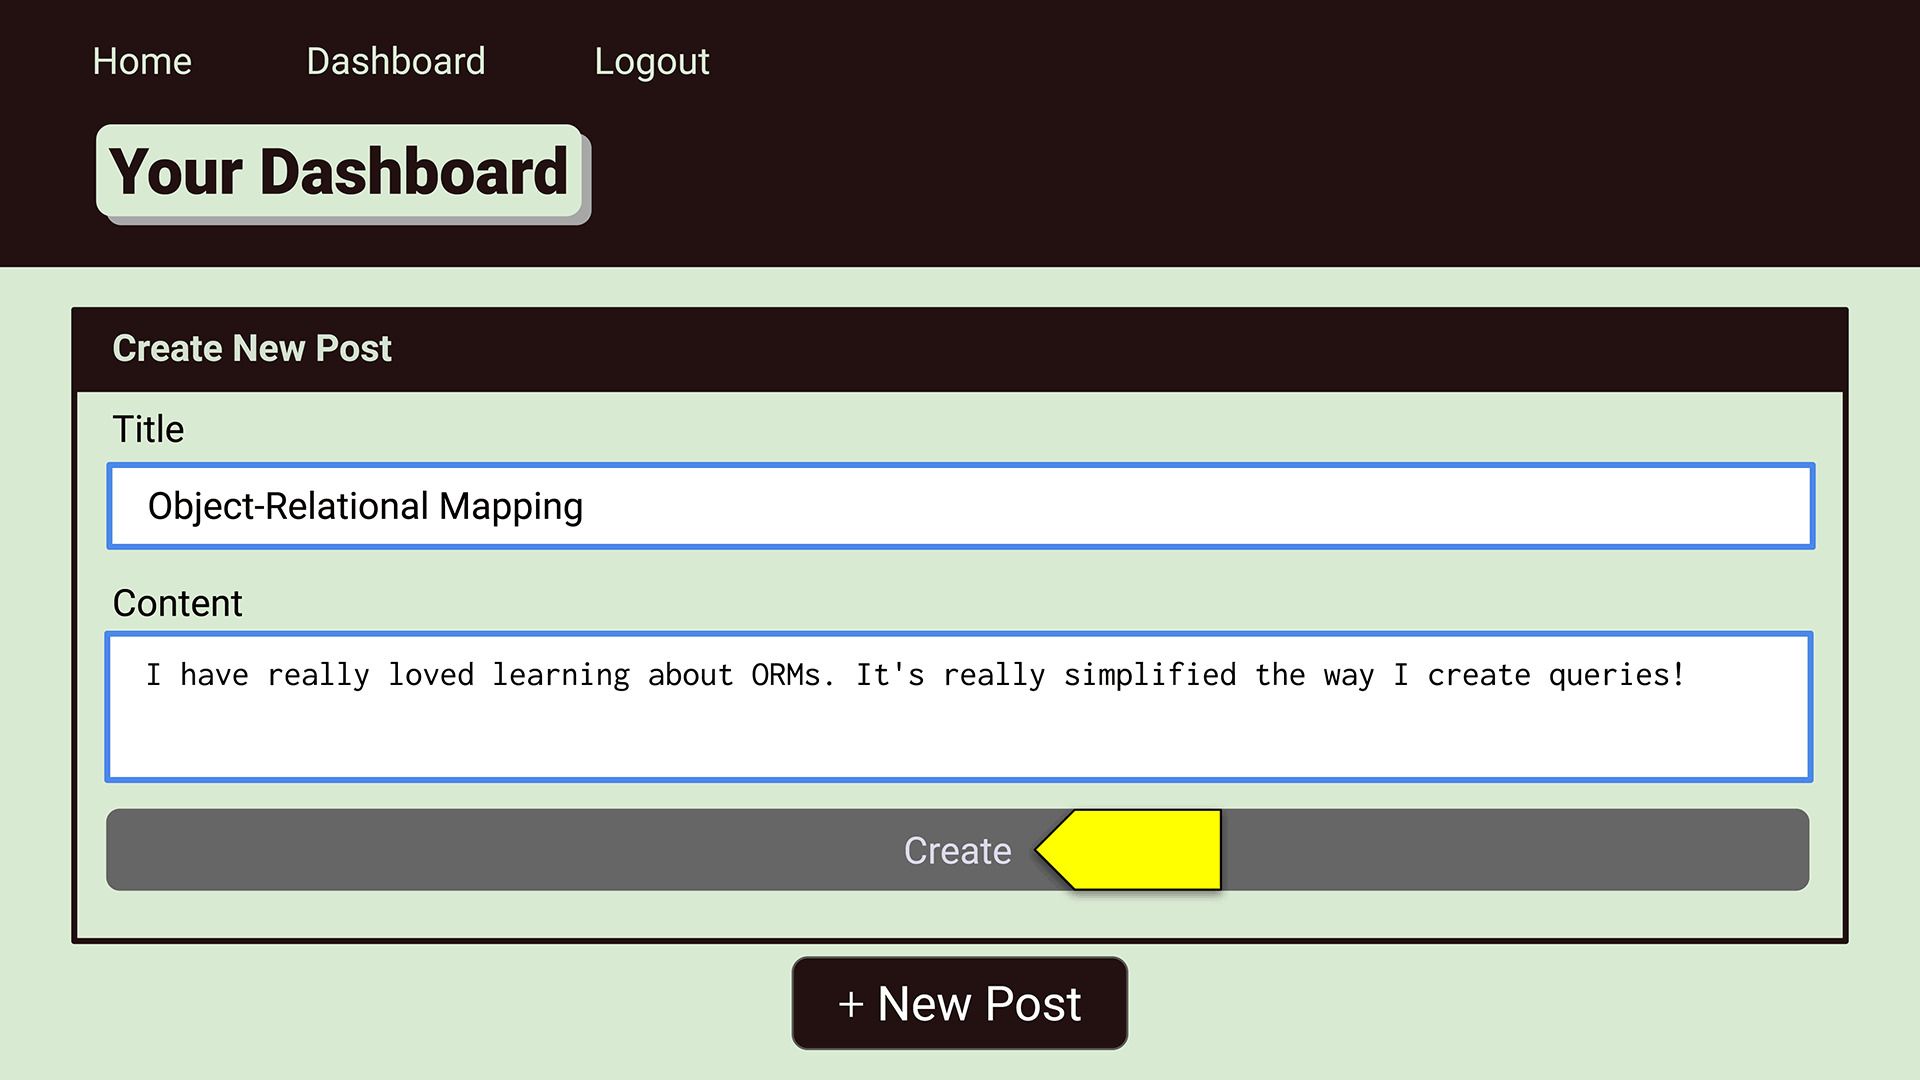 Home Dashboard Logout
Your Dashboard
Create New Post
Title
Object-Relational Mapping
Content
I have really loved learning about ORMs. It's really simplified the way I create queries!
Create
+ New Post